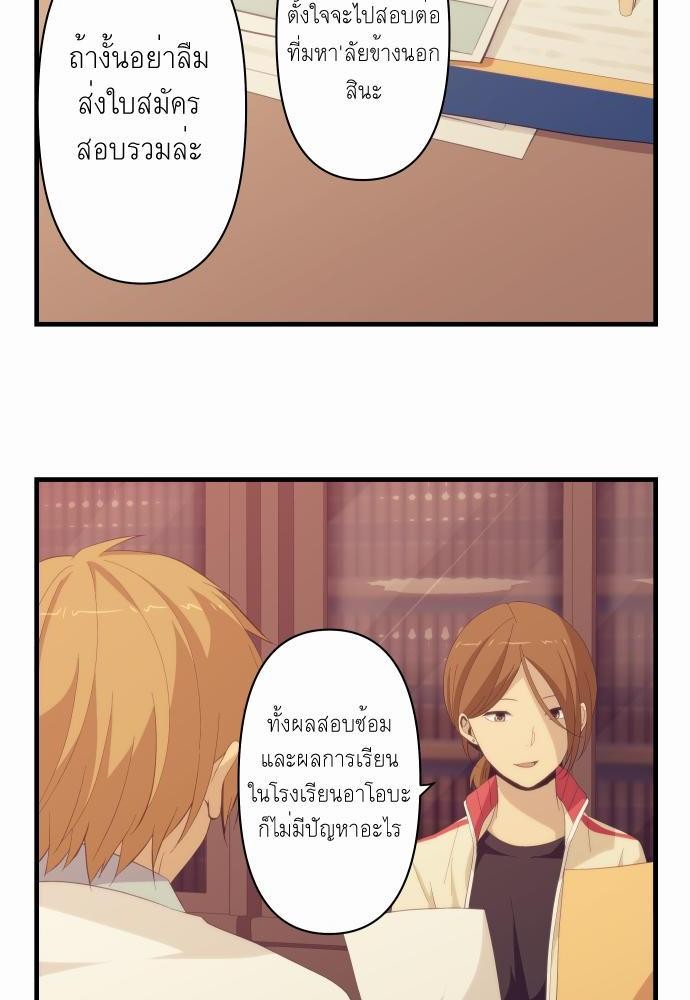 ตั้งใจจะไปสอบต่อ
ที่มหา'ลัยข้างนอก
สินะ
ถ้างั้นอย่าลืม
ส่งใบสมัคร
สอบรวมล่ะ
ทั้งผลสอบซ้อม
และผลการเรียน
ในโรงเรียนอาโอบะ
ก็ไม่มีปัญหาอะไร